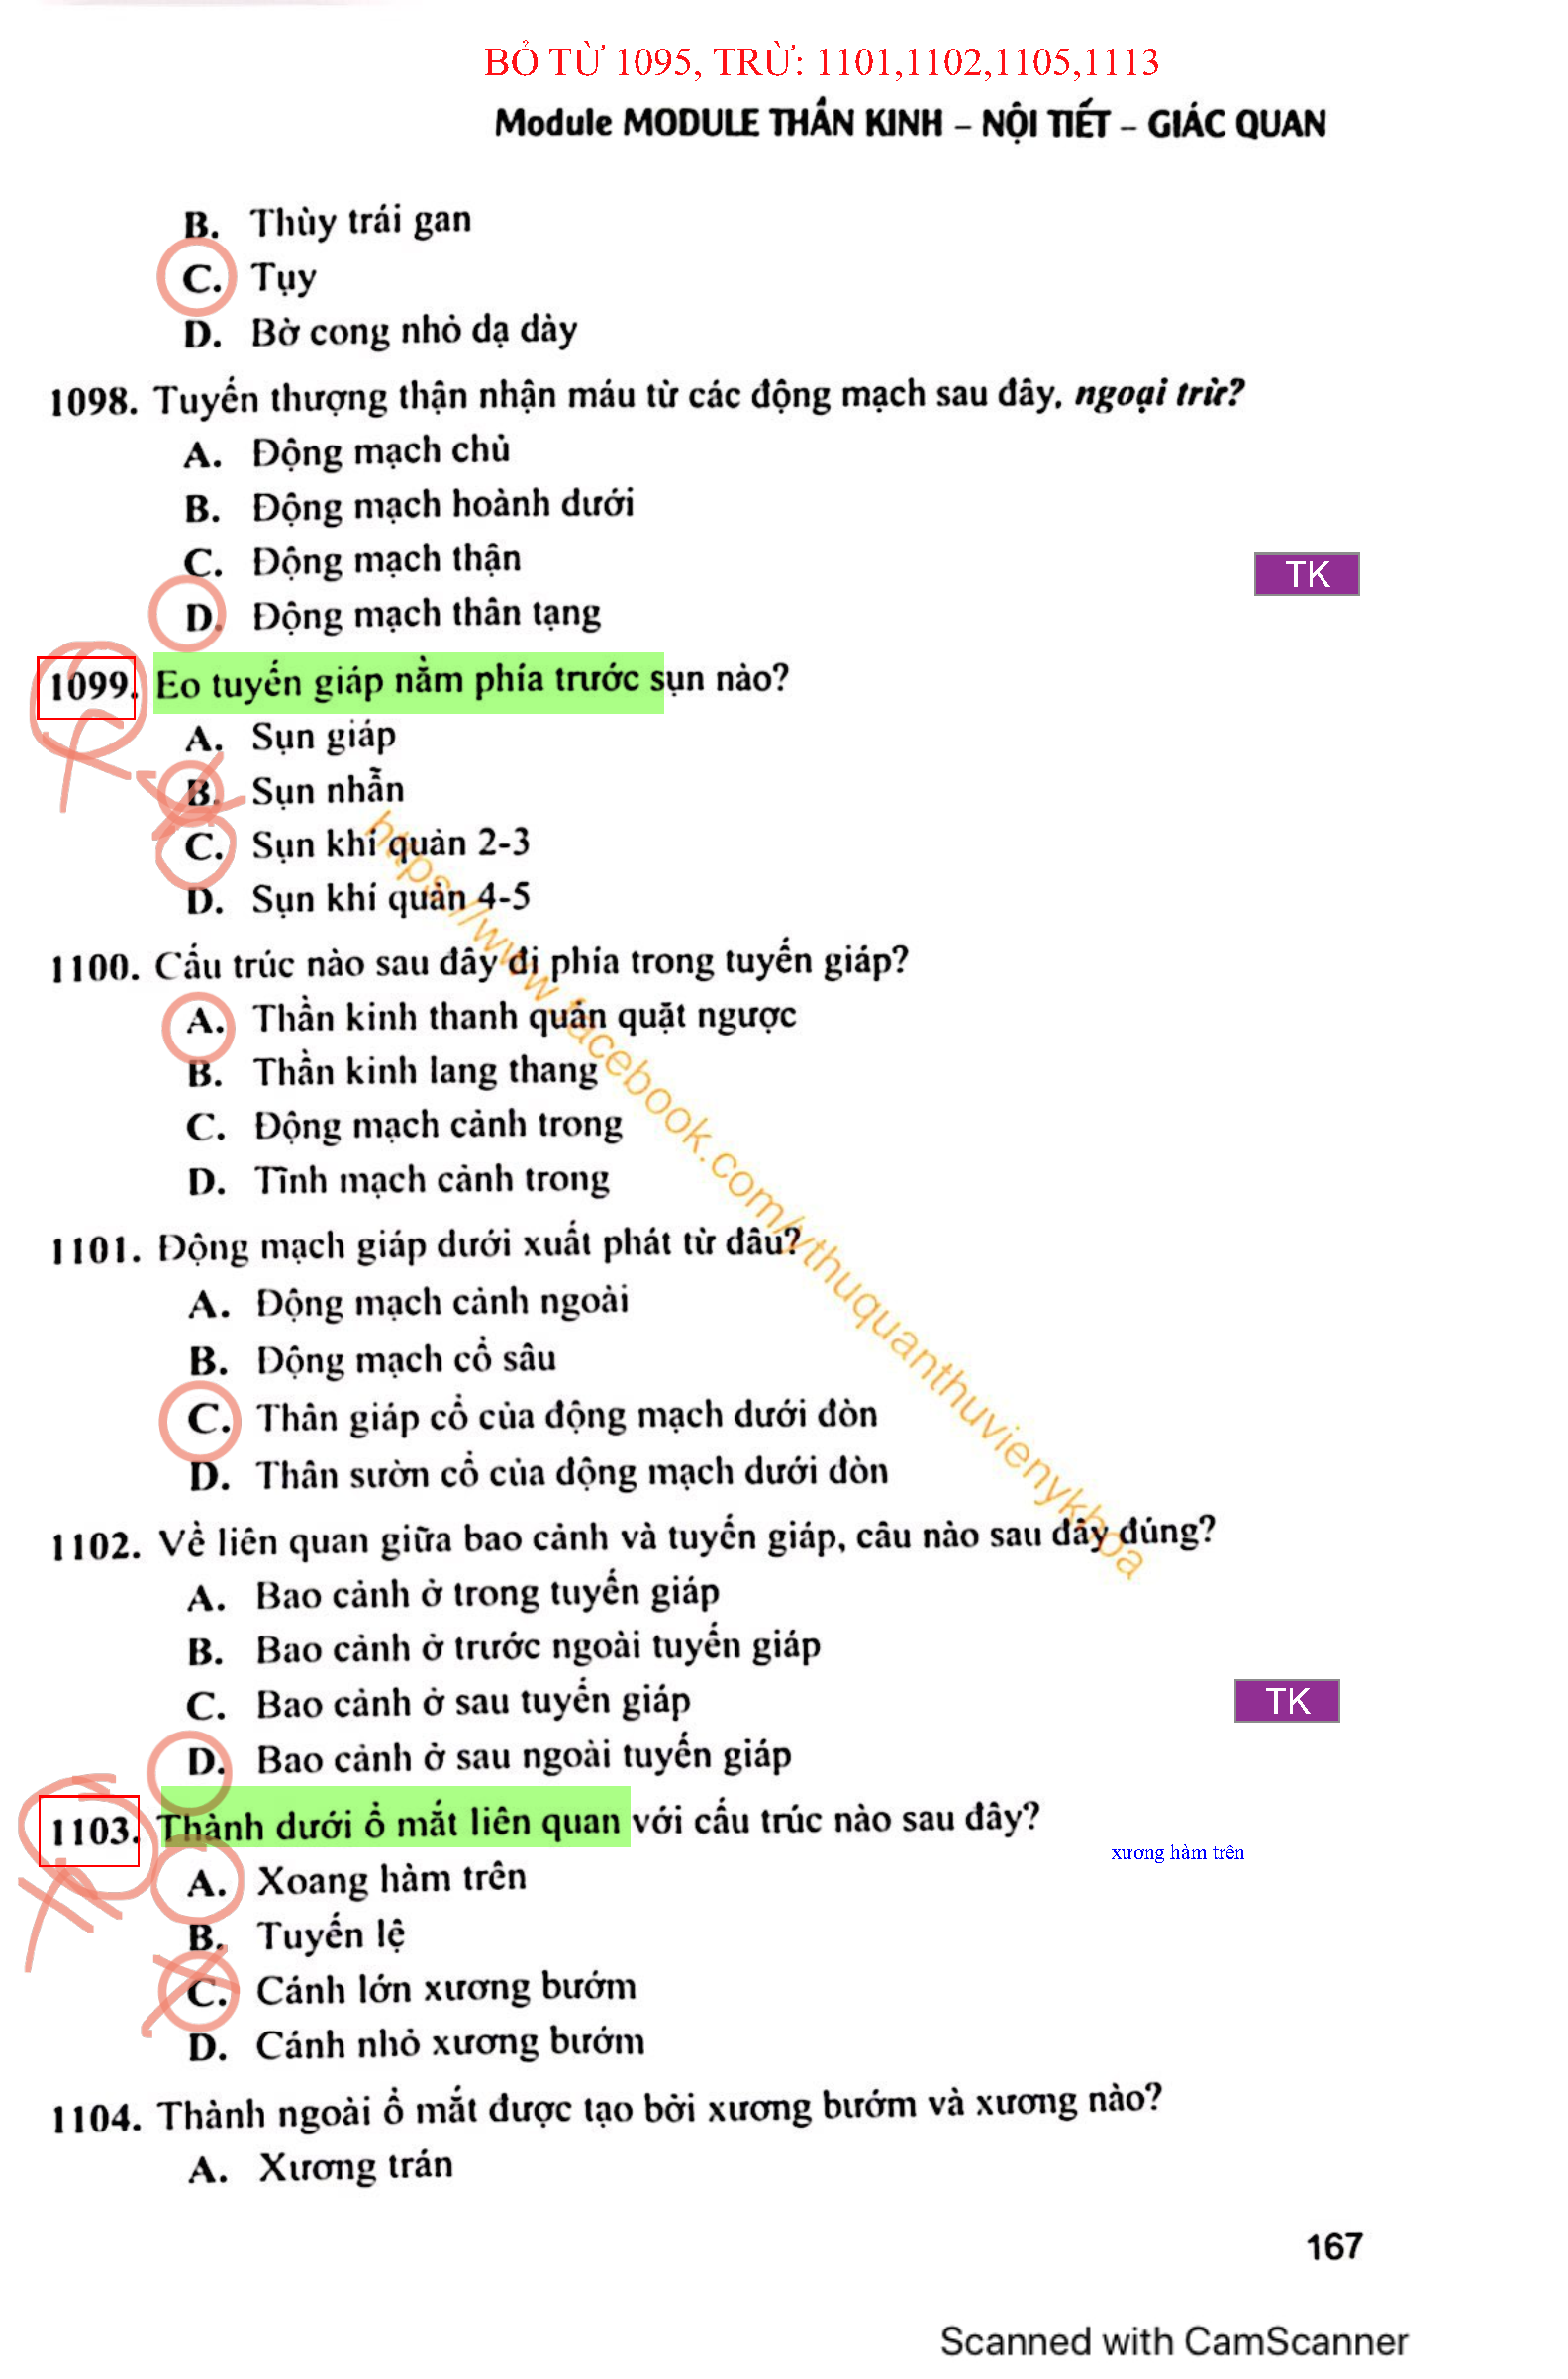 BỎ TỪ 1095, TRỪ: 1101,1102,1105,1113
Module MODULE THẦN KINH – NỘI TIẾT – GIÁC QUAN
B. Thùy trái gan
C. Tụy
D. Bờ cong nhỏ dạ dày
1098. Tuyến thượng thận nhận máu từ các động mạch sau đây, ngoại trừ?
A. Động mạch chủ
B. Động mạch hoành dưới
C. Động mạch thận
D. Động mạch thân tạng
TK
1099. Eo tuyến giáp nằm phía trước sụn nào?
A. Sụn giáp
B. Sụn nhẫn
C. Sụn khí quản 2-3
D. Sụn khí quản 4-5
1100. Cấu trúc nào sau đây đi phía trong tuyến giáp?
A. Thần kinh thanh quản quặt ngược
B. Thần kinh lang thang
C. Động mạch cảnh trong
D. Tĩnh mạch cảnh trong
1101. Động mạch giáp dưới xuất phát từ đâu?
A. Động mạch cảnh ngoài
B. Động mạch cổ sâu
C. Thân giáp cổ của động mạch dưới đòn
D. Thân sườn cổ của động mạch dưới đòn
https://www.facebook.com/ythuquanthuvienykhoa
1102. Về liên quan giữa bao cảnh và tuyến giáp, câu nào sau đây đúng?
A. Bao cảnh ở trong tuyến giáp
B. Bao cảnh ở trước ngoài tuyến giáp
C. Bao cảnh ở sau tuyến giáp
TK
D. Bao cảnh ở sau ngoài tuyến giáp
1103. Thành dưới ổ mắt liên quan với cấu trúc nào sau đây?
xương hàm trên
A. Xoang hàm trên
B. Tuyến lệ
C. Cánh lớn xương bướm
D. Cánh nhỏ xương bướm
1104. Thành ngoài ổ mắt được tạo bởi xương bướm và xương nào?
A. Xương trán
167
Scanned with CamScanner